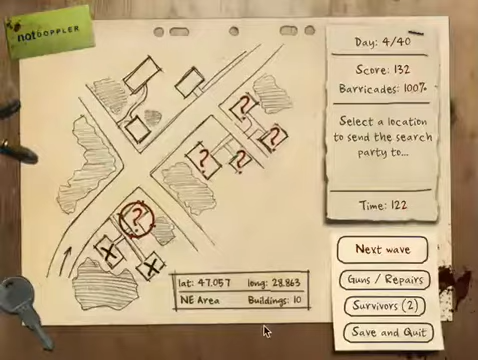 notDOPPLER
Day: 4/40
Score: 132
Barricades: 100%
Select a location
to send the search
party to...
Time: 122
Next wave
Guns / Repairs
Survivors (2)
Save and Quit
?
?
?
?
?
?
X
X
lat: 47.057 long: 28.863
NE Area Buildings: 10